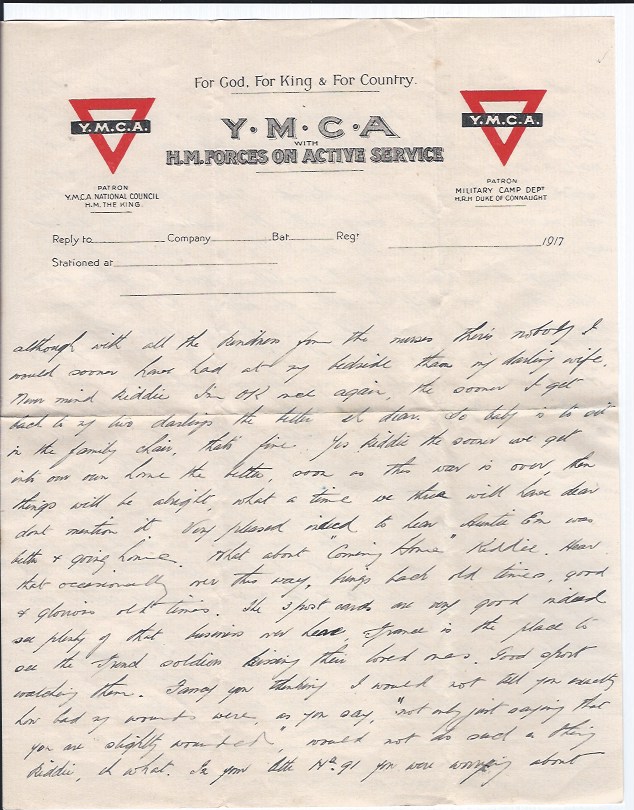 For God, For King & For Country.
Y.M.C.A.
Y·M·C·A
WITH
H.M. FORCES ON ACTIVE SERVICE
Y.M.C.A.
PATRON
Y.M.C.A. NATIONAL COUNCIL
H.M. THE KING.
PATRON
MILITARY CAMP DEPT
H.R.H DUKE OF CONNAUGHT
Reply to Company Bat Regt 1917
Stationed at
although with all the kindness from the nurses there's nobody I
would sooner have had at my bedside than my darling wife.
Never mind Kiddie I'm OK now again, the sooner I get
back to my two darlings the better eh dear. So baby is to sit
in the family chair, that's fine. Yes Kiddie the sooner we get
into our own home the better, soon as this war is over, then
things will be alright, what a time we three will have dear
dont mention it. Very pleased indeed to hear Auntie Em was
better & going home. What about "Coming Home" Kiddie. Hear
that occasionally over this way, brings back old times, good
& glorious old times. The 3 post cards are very good indeed
see plenty of that business over here, France is the place to
see the French soldiers kissing their loved ones. Good sport
watching them. Fancy you thinking I would not tell you exactly
how bad my wounds were, as you say, "not only just saying that
you are slightly wounded", would not do such a thing
Kiddie, eh what. In your letter No 91 you were worrying about